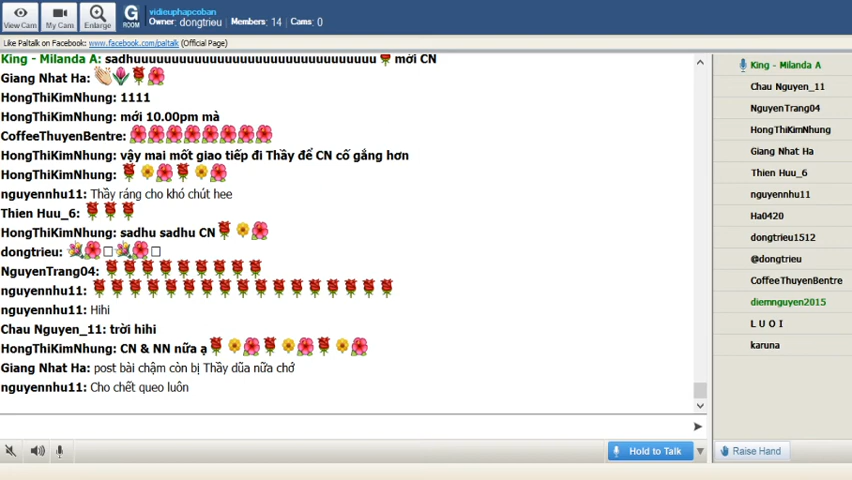 vidieuphapcoban
Owner: dongtrieu Members: 14 Cams: 0
View Cam
My Cam
Enlarge
G
ROOM
Like Paltalk on Facebook: www.facebook.com/paltalk (Official Page)
King - Milanda A: sadhuuuuuuuuuuuuuuuuuuuuuuuuuuuuuuuuu mới CN
Giang Nhat Ha:
HongThiKimNhung: 1111
HongThiKimNhung: mới 10.00pm mà
CoffeeThuyenBentre:
HongThiKimNhung: vậy mai mốt giao tiếp đi Thầy để CN cố gắng hơn
HongThiKimNhung:
nguyennhu11: Thầy ráng cho khó chút hee
Thien Huu_6:
HongThiKimNhung: sadhu sadhu CN
dongtrieu:
NguyenTrang04:
nguyennhu11:
nguyennhu11: Hihi
Chau Nguyen_11: trời hihi
HongThiKimNhung: CN & NN nữa ạ
Giang Nhat Ha: post bài chậm còn bị Thầy dũa nữa chớ
nguyennhu11: Cho chết queo luôn
King - Milanda A
Chau Nguyen_11
NguyenTrang04
HongThiKimNhung
Giang Nhat Ha
Thien Huu_6
nguyennhu11
Ha0420
dongtrieu1512
@dongtrieu
CoffeeThuyenBentre
diemnguyen2015
L U O I
karuna
Hold to Talk
Raise Hand